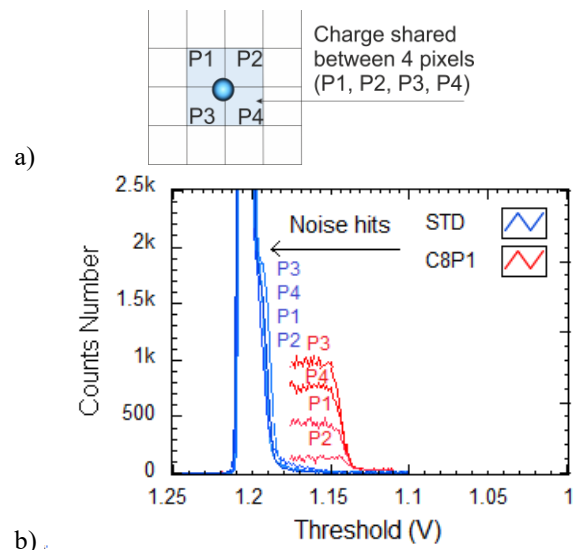 P1 P2
P3 P4
Charge shared
between 4 pixels
(P1, P2, P3, P4)
a)
2.5k
2k
1.5k
1k
500
0
Counts Number
Noise hits
STD
C8P1
P3
P4
P1
P2
P3
P4
P1
P2
1.25 1.2 1.15 1.1 1.05 1
Threshold (V)
b)